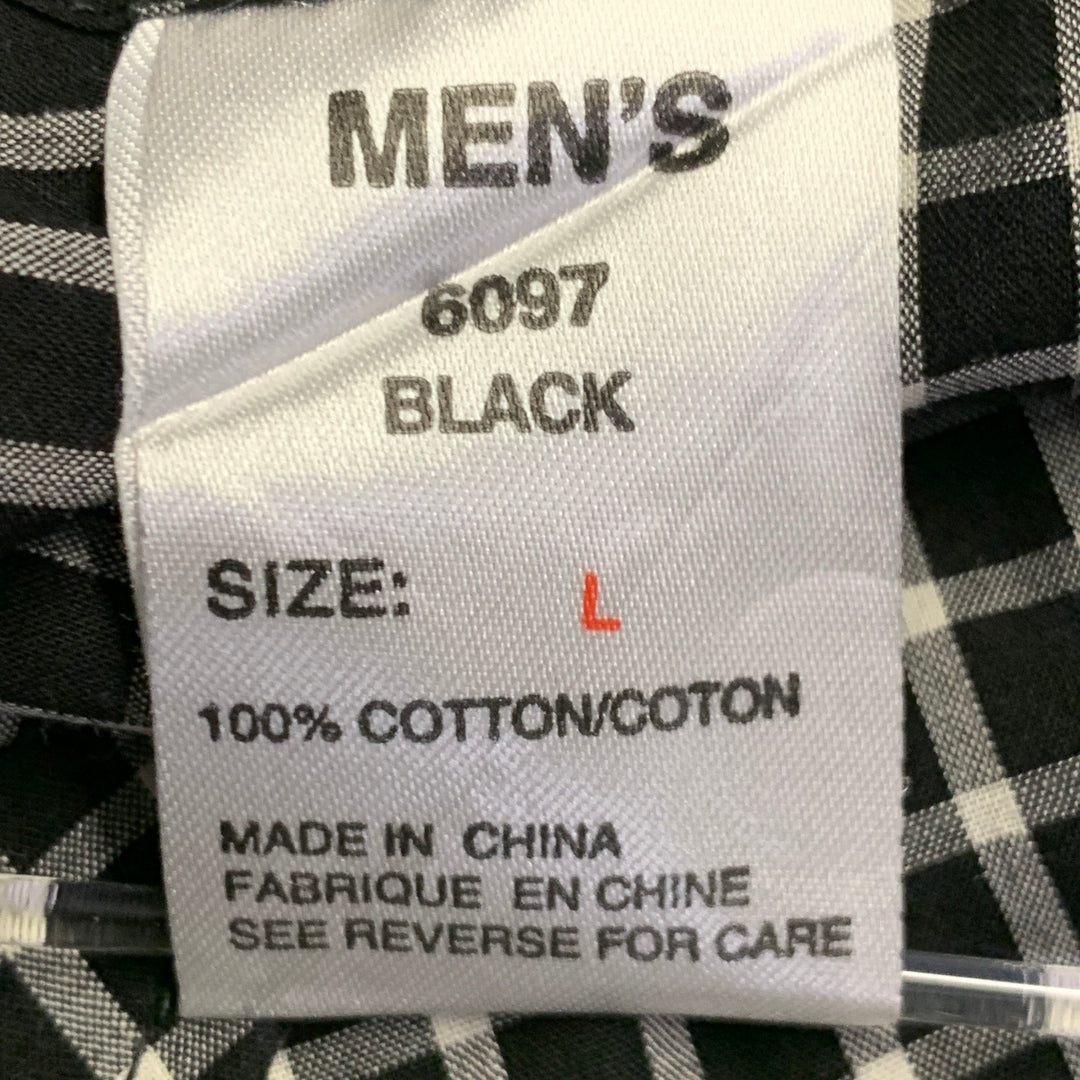 MEN'S
6097
BLACK
SIZE: L
100% COTTON/COTON
MADE IN CHINA
FABRIQUE EN CHINE
SEE REVERSE FOR CARE